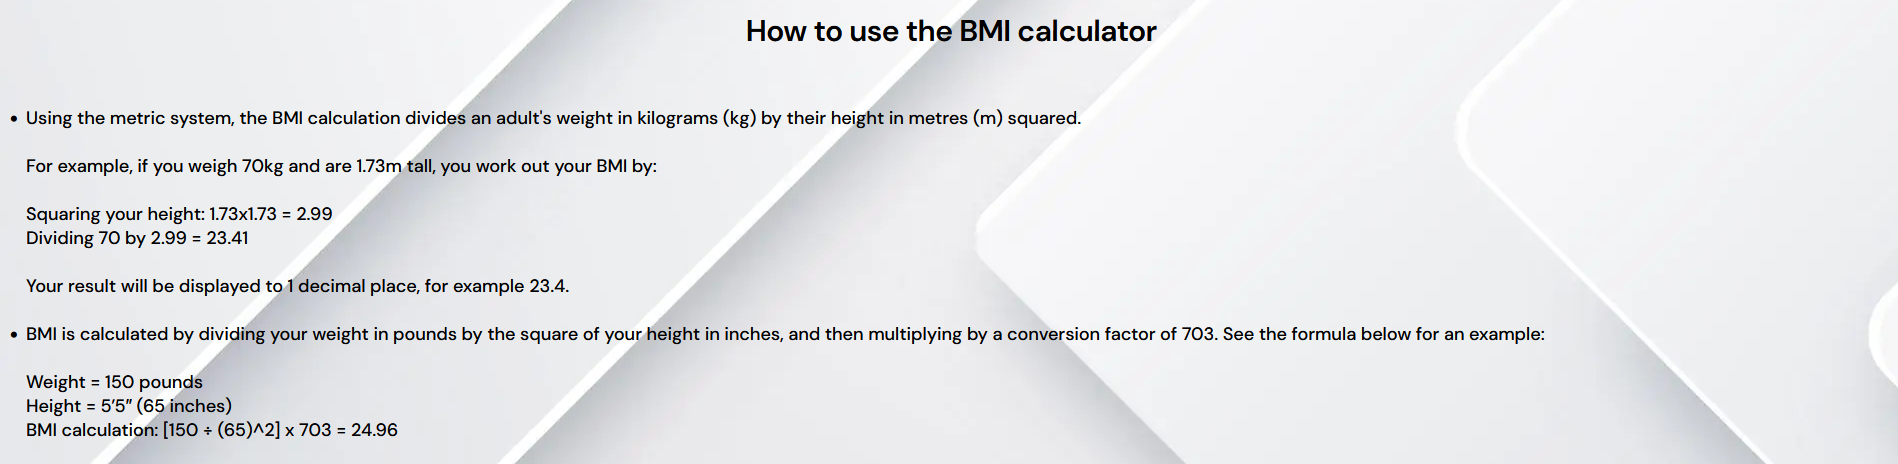 How to use the BMI calculator
• Using the metric system, the BMI calculation divides an adult's weight in kilograms (kg) by their height in metres (m) squared.
For example, if you weigh 70kg and are 1.73m tall, you work out your BMI by:
Squaring your height: 1.73x1.73 = 2.99
Dividing 70 by 2.99 = 23.41
Your result will be displayed to 1 decimal place, for example 23.4.
• BMI is calculated by dividing your weight in pounds by the square of your height in inches, and then multiplying by a conversion factor of 703. See the formula below for an example:
Weight = 150 pounds
Height = 5’5” (65 inches)
BMI calculation: [150 ÷ (65)^2] x 703 = 24.96